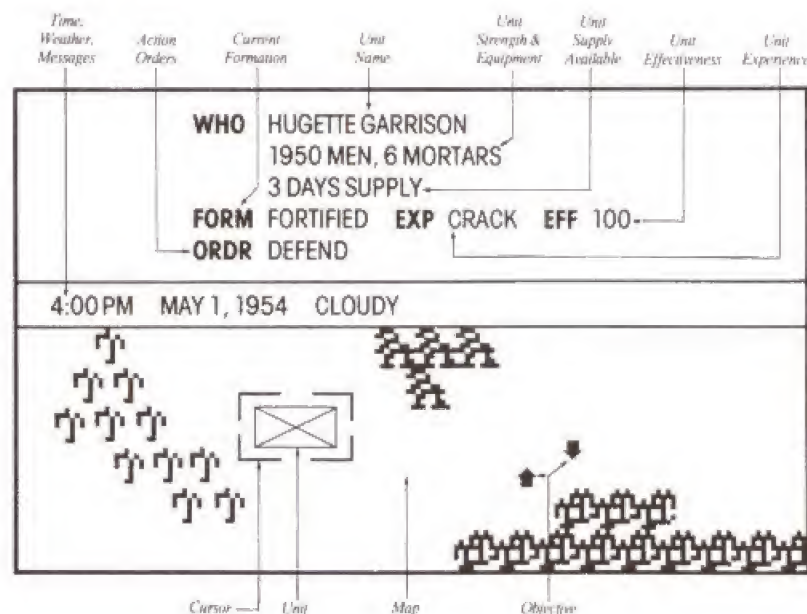 Time, Weather, Messages
Action Orders
Current Formation
Unit Name
Unit Strength & Equipment
Unit Supply Available
Unit Effectiveness
Unit Experience
WHO HUGETTE GARRISON
1950 MEN, 6 MORTARS
3 DAYS SUPPLY
FORM FORTIFIED EXP CRACK EFF 100
ORDR DEFEND
4:00 PM MAY 1, 1954 CLOUDY
Cursor
Unit
Map
Objective